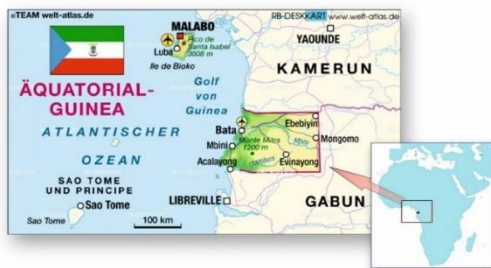 ©TEAM welt-atlas.de
RB-DESKKART www.welt-atlas.de
MALABO
Pico de
Santa Isabel
3008 m
Luba
Ile de Bioko
YAOUNDE
KAMERUN
ÄQUATORIAL-
GUINEA
Golf
von
Guinea
ATLANTISCHER
OZEAN
Ebebiyin
Bata
Monte Mitra
1200 m
Mongomo
Mbini
Evinayong
Acalayong
SAO TOME
UND PRINCIPE
Sao Tome
Sao Tome
LIBREVILLE
GABUN
100 km